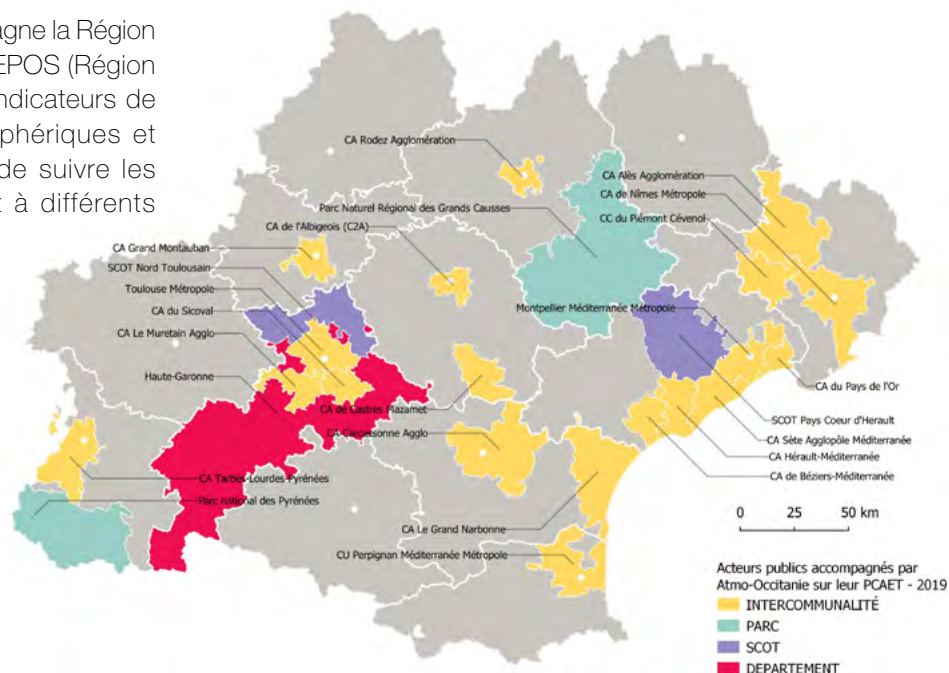 agne la Région
EPOS (Région
ndicateurs de
phériques et
de suivre les
t à différents
CA Rodez Agglomération
CA Alès Agglomération
CA de Nîmes Métropole
Parc Naturel Régional des Grands Causses
CC du Piémont Cévenol
CA de l'Albigeois (C2A)
CA Grand Montauban
SCOT Nord Toulousain
Toulouse Métropole
Montpellier Méditerranée Métropole
CA du Sicoval
CA Le Muretain Agglo
Haute-Garonne
CA du Pays de l'Or
CA de Castres Mazamet
SCOT Pays Coeur d'Herault
CA Carcassonne Agglo
CA Sète Agglopôle Méditerranée
CA Hérault-Méditerranée
CA de Béziers-Méditerranée
CA Tarbes-Lourdes-Pyrénées
Parc national des Pyrénées
CA Le Grand Narbonne
0 25 50 km
CU Perpignan Méditerranée Métropole
Acteurs publics accompagnés par
Atmo-Occitanie sur leur PCAET - 2019
INTERCOMMUNALITÉ
PARC
SCOT
DEPARTEMENT